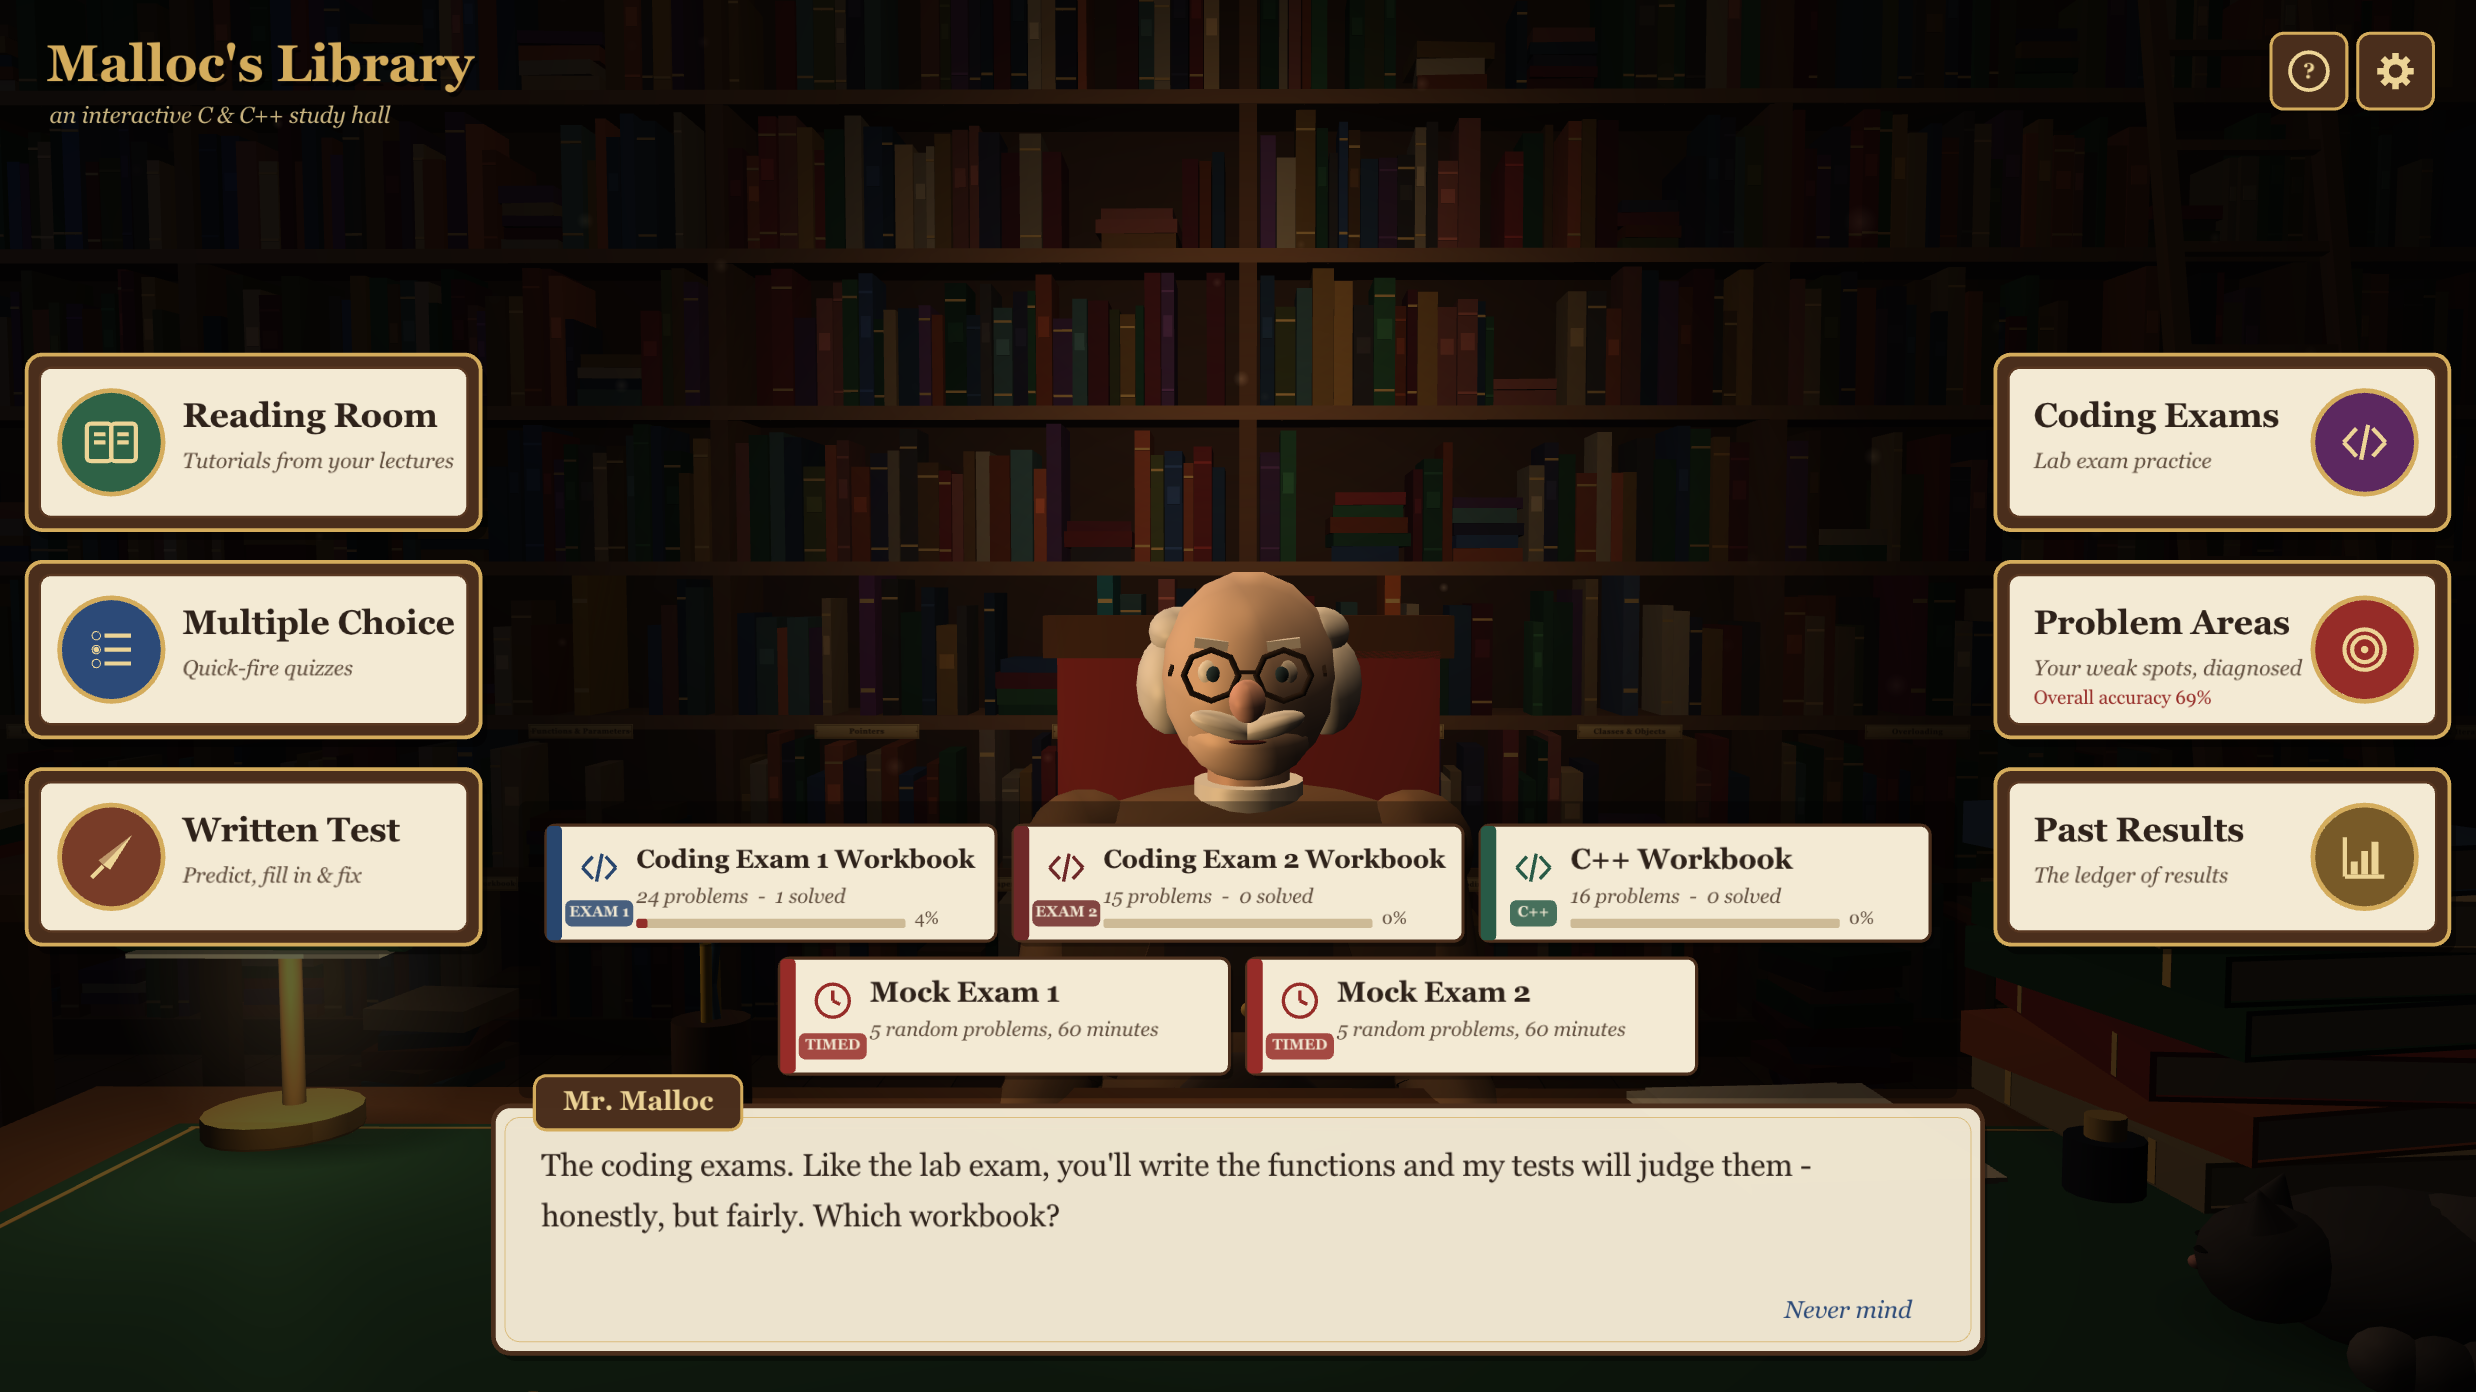 Malloc's Library
an interactive C & C++ study hall
?
Reading Room
Tutorials from your lectures
Multiple Choice
Quick-fire quizzes
Written Test
Predict, fill in & fix
Coding Exams
Lab exam practice
Problem Areas
Your weak spots, diagnosed
Overall accuracy 69%
Past Results
The ledger of results
Functions & Parameters
Pointers
Classes & Objects
Overloading
Coding Exam 1 Workbook
24 problems - 1 solved
EXAM 1
4%
Coding Exam 2 Workbook
15 problems - 0 solved
EXAM 2
0%
C++ Workbook
16 problems - 0 solved
C++
0%
Mock Exam 1
5 random problems, 60 minutes
TIMED
Mock Exam 2
5 random problems, 60 minutes
TIMED
Mr. Malloc
The coding exams. Like the lab exam, you'll write the functions and my tests will judge them -
honestly, but fairly. Which workbook?
Never mind